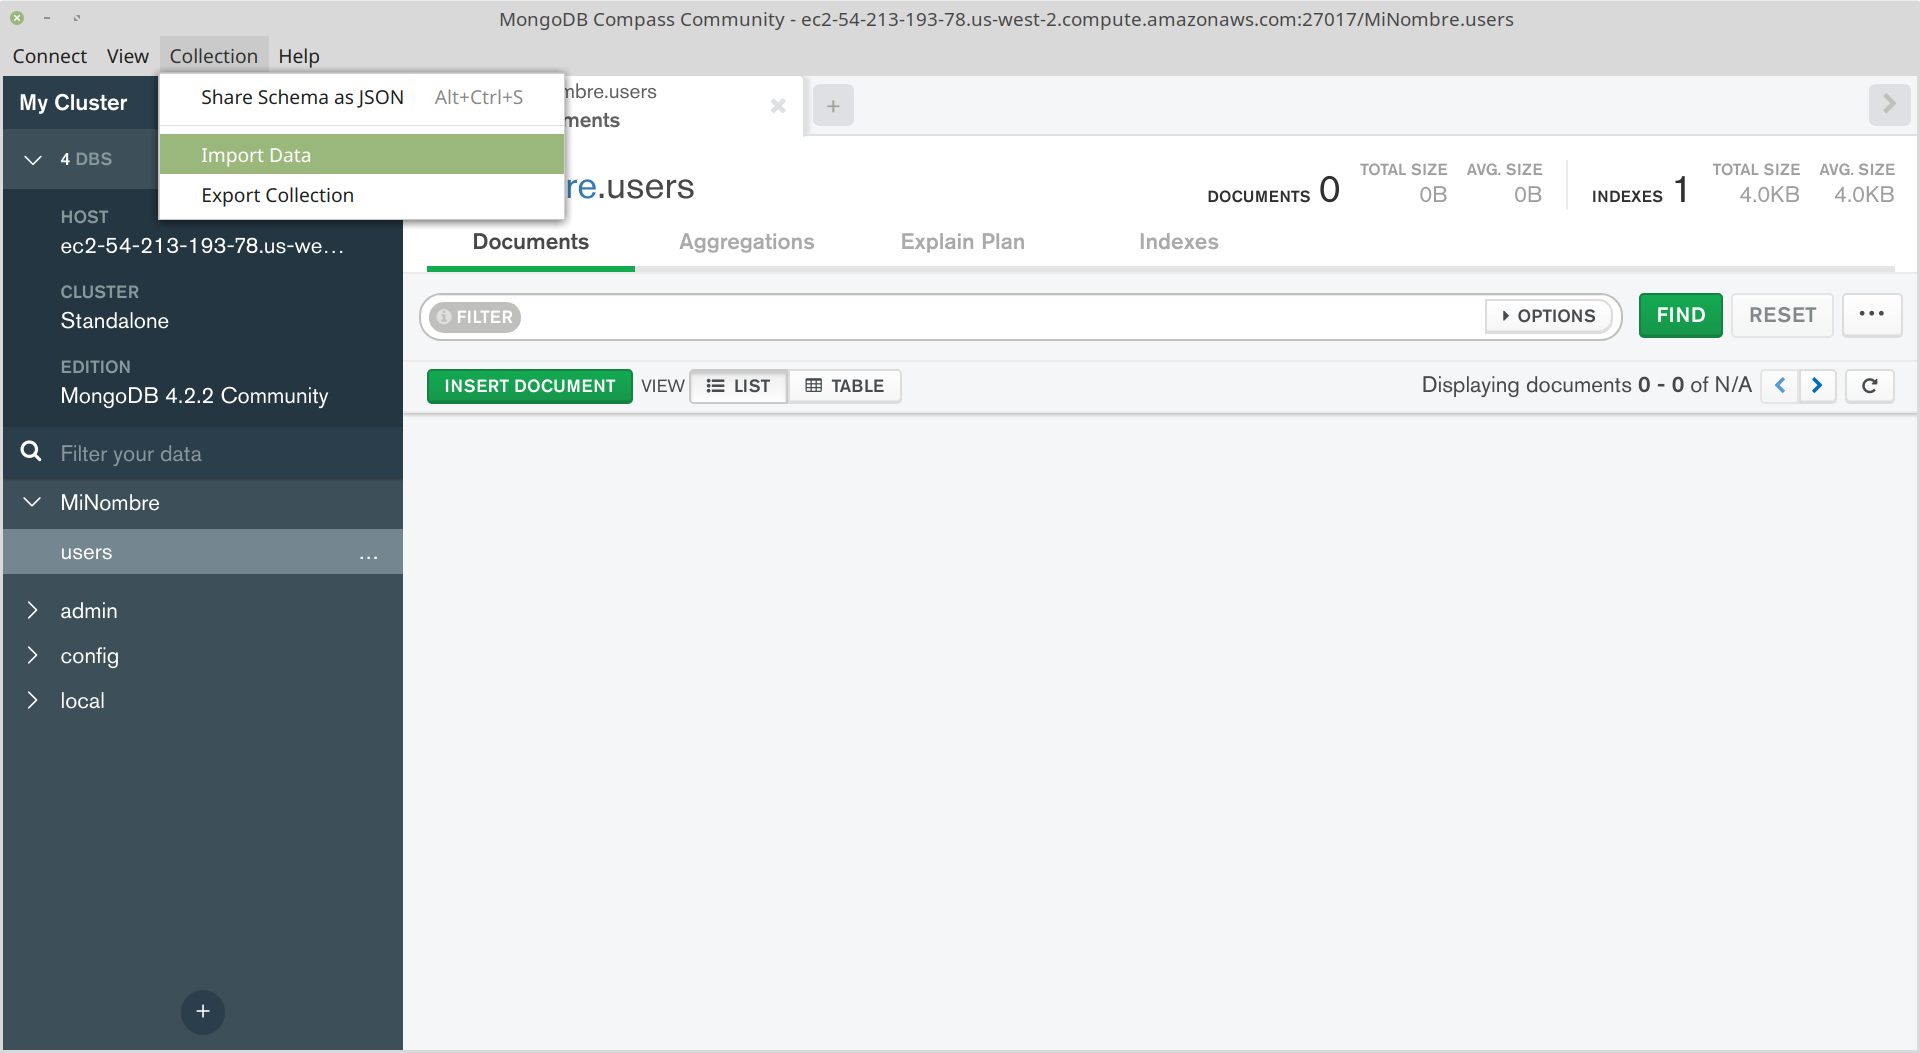 MongoDB Compass Community - ec2-54-213-193-78.us-west-2.compute.amazonaws.com:27017/MiNombre.users
Connect View Collection Help
My Cluster
4 DBS
HOST
ec2-54-213-193-78.us-we...
CLUSTER
Standalone
EDITION
MongoDB 4.2.2 Community
Filter your data
MiNombre
users ...
admin
config
local
+
Share Schema as JSON Alt+Ctrl+S
Import Data
Export Collection
mbre.users
ments
+
re.users
DOCUMENTS 0
TOTAL SIZE
0B
AVG. SIZE
0B
INDEXES 1
TOTAL SIZE
4.0KB
AVG. SIZE
4.0KB
Documents Aggregations Explain Plan Indexes
FILTER
OPTIONS
FIND RESET ...
INSERT DOCUMENT VIEW LIST TABLE
Displaying documents 0 - 0 of N/A